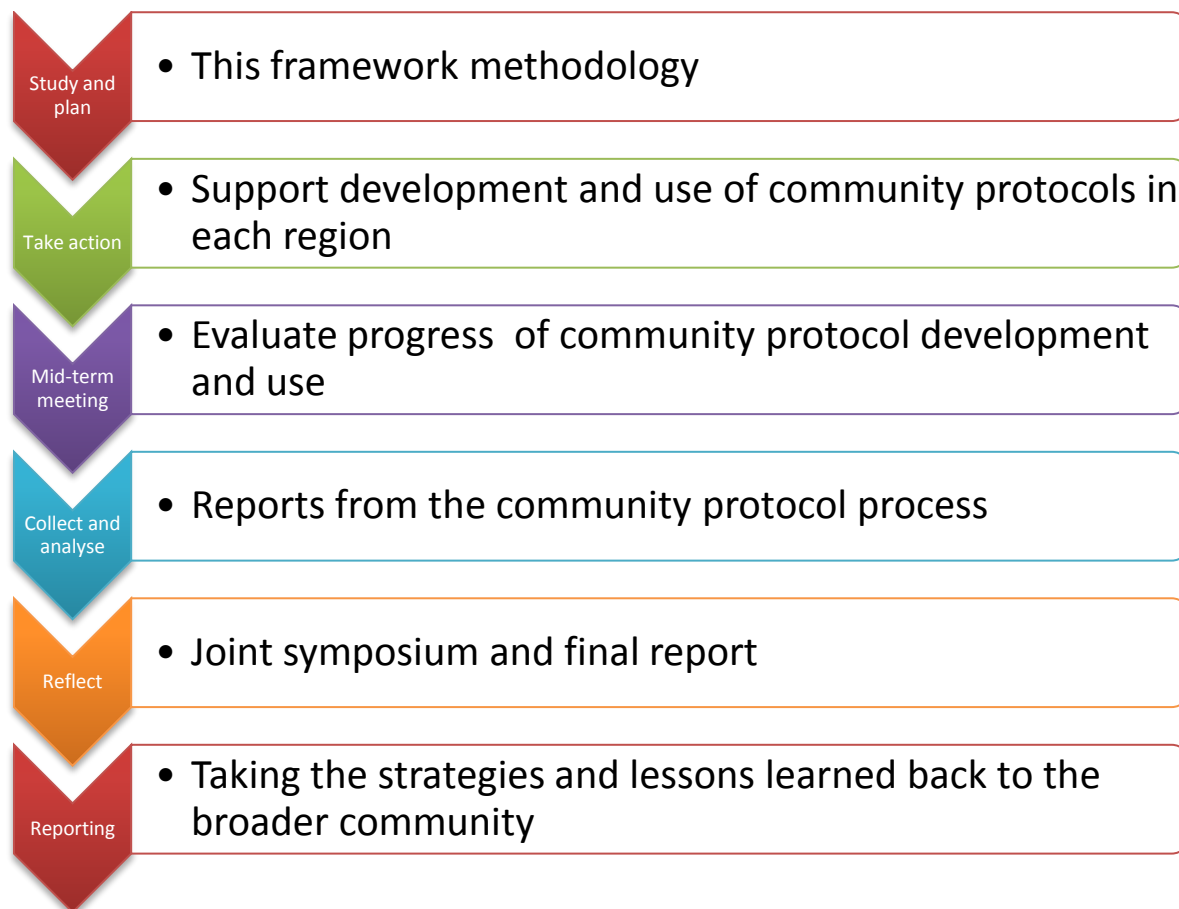 Study and
plan
• This framework methodology
Take action
• Support development and use of community protocols in
each region
Mid-term
meeting
• Evaluate progress  of community protocol development
and use
Collect and
analyse
• Reports from the community protocol process
Reflect
• Joint symposium and final report
Reporting
• Taking the strategies and lessons learned back to the
broader community